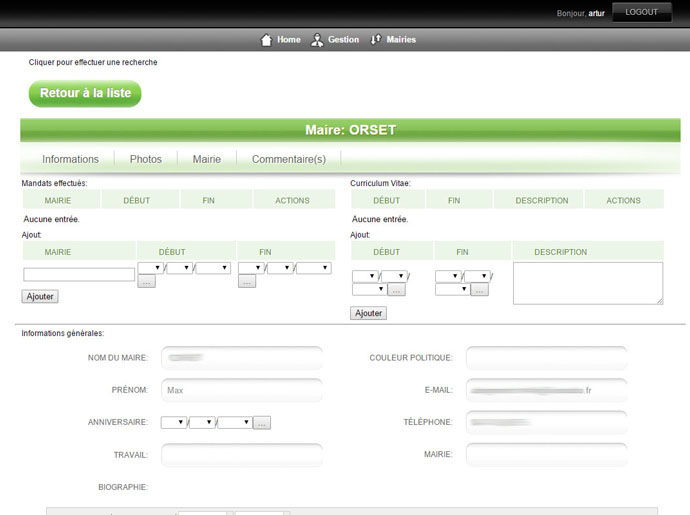 Bonjour, artur LOGOUT
Home Gestion Mairies
Cliquer pour effectuer une recherche
Retour à la liste
Maire: ORSET
Informations Photos Mairie Commentaire(s)
Mandats effectués: Curriculum Vitae:
MAIRIE DÉBUT FIN ACTIONS DÉBUT FIN DESCRIPTION ACTIONS
Aucune entrée. Aucune entrée.
Ajout: Ajout:
MAIRIE DÉBUT FIN DÉBUT FIN DESCRIPTION
/ / / / / /
... ... ... ...
Ajouter
Ajouter
Informations générales:
NOM DU MAIRE: COULEUR POLITIQUE:
PRÉNOM: Max E-MAIL: .fr
ANNIVERSAIRE: / / ... TÉLÉPHONE:
TRAVAIL: MAIRIE:
BIOGRAPHIE: